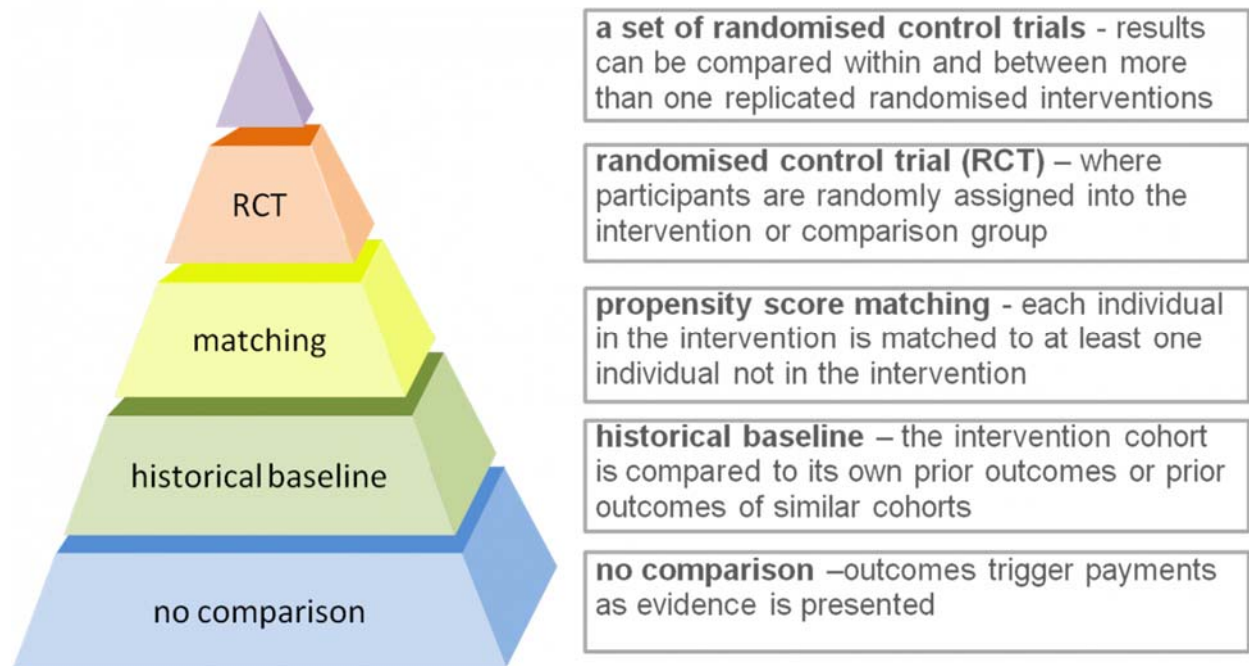 a set of randomised control trials - results
can be compared within and between more
than one replicated randomised interventions
RCT
randomised control trial (RCT) – where
participants are randomly assigned into the
intervention or comparison group
matching
propensity score matching - each individual
in the intervention is matched to at least one
individual not in the intervention
historical baseline
historical baseline – the intervention cohort
is compared to its own prior outcomes or prior
outcomes of similar cohorts
no comparison
no comparison –outcomes trigger payments
as evidence is presented